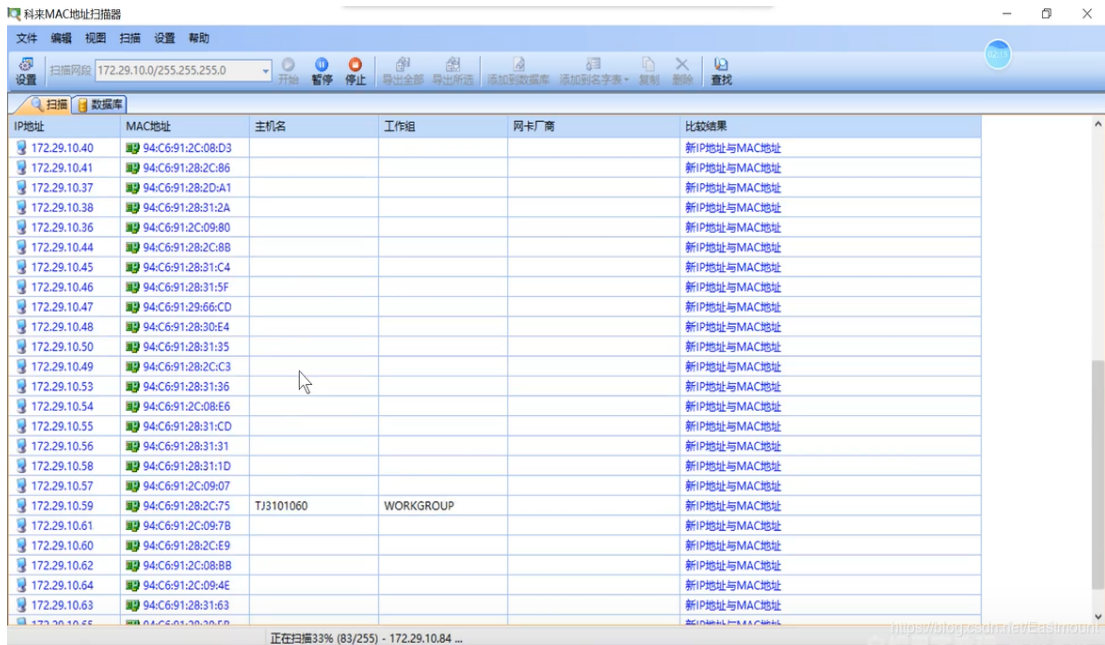 科来MAC地址扫描器
文件 编辑 视图 扫描 设置 帮助
设置 扫描网段 172.29.10.0/255.255.255.0 开始 暂停 停止 导出全部 导出所选 添加到数据库 添加到名字表 复制 删除 查找
02:19
扫描 数据库
IP地址 MAC地址 主机名 工作组 网卡厂商 比较结果
172.29.10.40 94:C6:91:2C:08:D3 新IP地址与MAC地址
172.29.10.41 94:C6:91:28:2C:86 新IP地址与MAC地址
172.29.10.37 94:C6:91:28:2D:A1 新IP地址与MAC地址
172.29.10.38 94:C6:91:28:31:2A 新IP地址与MAC地址
172.29.10.36 94:C6:91:2C:09:80 新IP地址与MAC地址
172.29.10.44 94:C6:91:28:2C:8B 新IP地址与MAC地址
172.29.10.45 94:C6:91:28:31:C4 新IP地址与MAC地址
172.29.10.46 94:C6:91:28:31:5F 新IP地址与MAC地址
172.29.10.47 94:C6:91:29:66:CD 新IP地址与MAC地址
172.29.10.48 94:C6:91:28:30:E4 新IP地址与MAC地址
172.29.10.50 94:C6:91:28:31:35 新IP地址与MAC地址
172.29.10.49 94:C6:91:28:2C:C3 新IP地址与MAC地址
172.29.10.53 94:C6:91:28:31:36 新IP地址与MAC地址
172.29.10.54 94:C6:91:2C:08:E6 新IP地址与MAC地址
172.29.10.55 94:C6:91:28:31:CD 新IP地址与MAC地址
172.29.10.56 94:C6:91:28:31:31 新IP地址与MAC地址
172.29.10.58 94:C6:91:28:31:1D 新IP地址与MAC地址
172.29.10.57 94:C6:91:2C:09:07 新IP地址与MAC地址
172.29.10.59 94:C6:91:28:2C:75 TJ3101060 WORKGROUP 新IP地址与MAC地址
172.29.10.61 94:C6:91:2C:09:7B 新IP地址与MAC地址
172.29.10.60 94:C6:91:28:2C:E9 新IP地址与MAC地址
172.29.10.62 94:C6:91:2C:08:BB 新IP地址与MAC地址
172.29.10.64 94:C6:91:2C:09:4E 新IP地址与MAC地址
172.29.10.63 94:C6:91:28:31:63 新IP地址与MAC地址
正在扫描33% (83/255) - 172.29.10.84 ...
https://blog.csdn.net/Eastmount